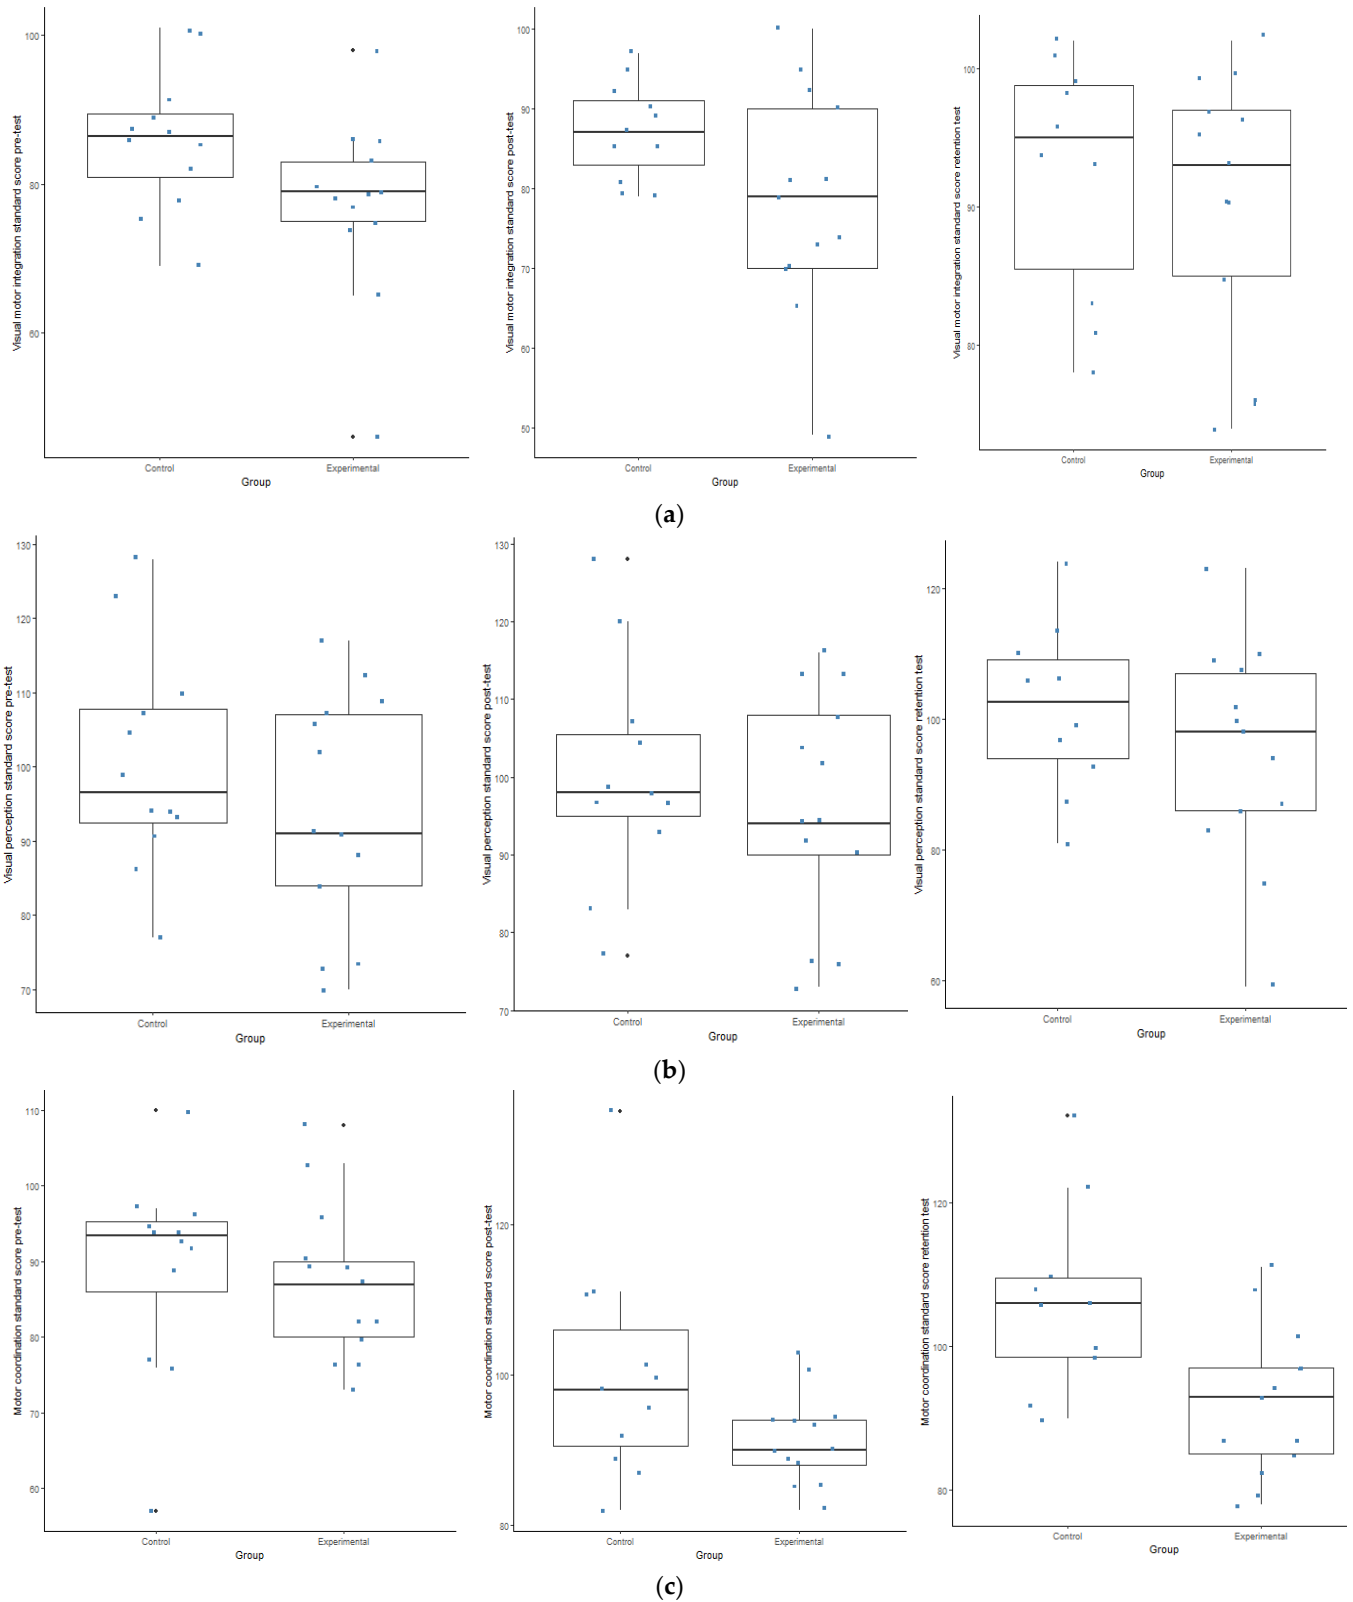 Visual motor integration standard score pre-test
100
80
60
Control
Experimental
Group
Visual motor integration standard score post-test
100
90
80
70
60
50
Control
Experimental
Group
Visual motor integration standard score retention test
100
90
80
Control
Experimental
Group
(a)
Visual perception standard score pre-test
130
120
110
100
90
80
70
Control
Experimental
Group
Visual perception standard score post-test
130
120
110
100
90
80
70
Control
Experimental
Group
Visual perception standard score retention test
120
100
80
60
Control
Experimental
Group
(b)
Motor coordination standard score pre-test
110
100
90
80
70
60
Control
Experimental
Group
Motor coordination standard score post-test
120
100
80
Control
Experimental
Group
Motor coordination standard score retention test
120
100
80
Control
Experimental
Group
(c)